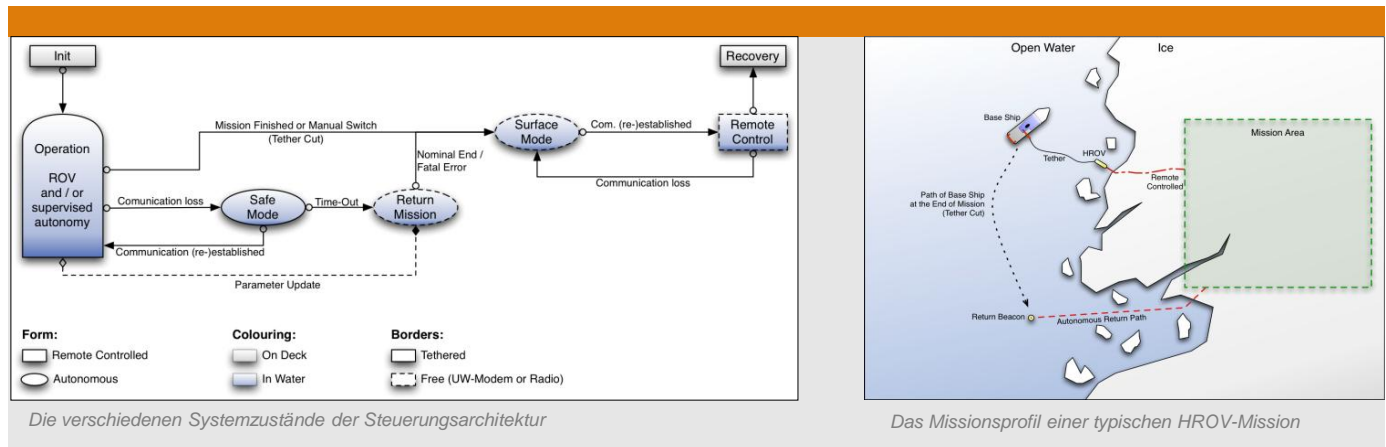 Init
Operation
ROV
and / or
supervised
autonomy
Mission Finished or Manual Switch
(Tether Cut)
Comunication loss
Safe
Mode
Time-Out
Return
Mission
Nominal End /
Fatal Error
Communication (re-)established
Parameter Update
Surface
Mode
Com. (re-)established
Communication loss
Remote
Control
Recovery
Form:
Remote Controlled
Autonomous
Colouring:
On Deck
In Water
Borders:
Tethered
Free (UW-Modem or Radio)
Die verschiedenen Systemzustände der Steuerungsarchitektur
Open Water
Ice
Base Ship
Tether
HROV
Remote
Controlled
Mission Area
Path of Base Ship
at the End of Mission
(Tether Cut)
Return Beacon
Autonomous Return Path
Das Missionsprofil einer typischen HROV-Mission